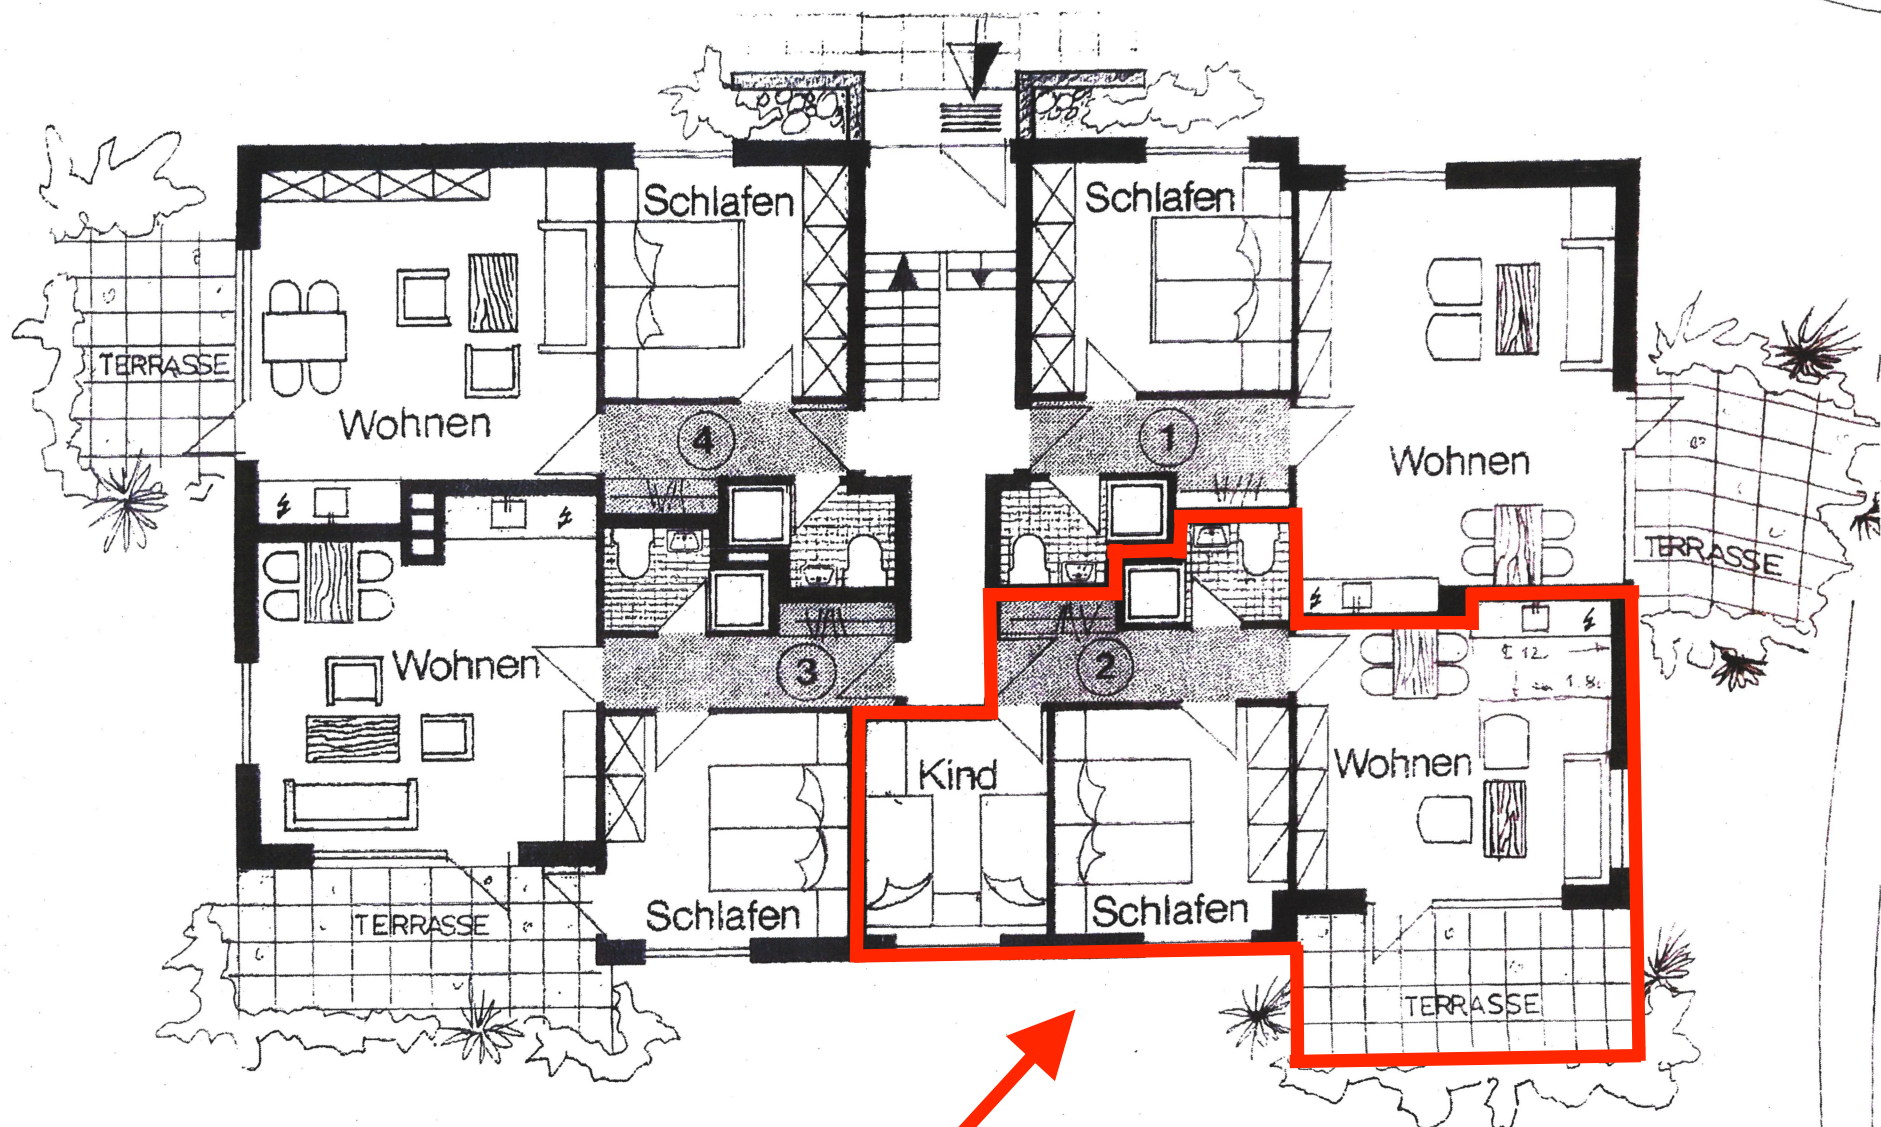 Schlafen
Schlafen
TERRASSE
Wohnen
4
1
Wohnen
TERRASSE
Wohnen
3
2
Wohnen
Kind
Schlafen
Schlafen
TERRASSE
TERRASSE